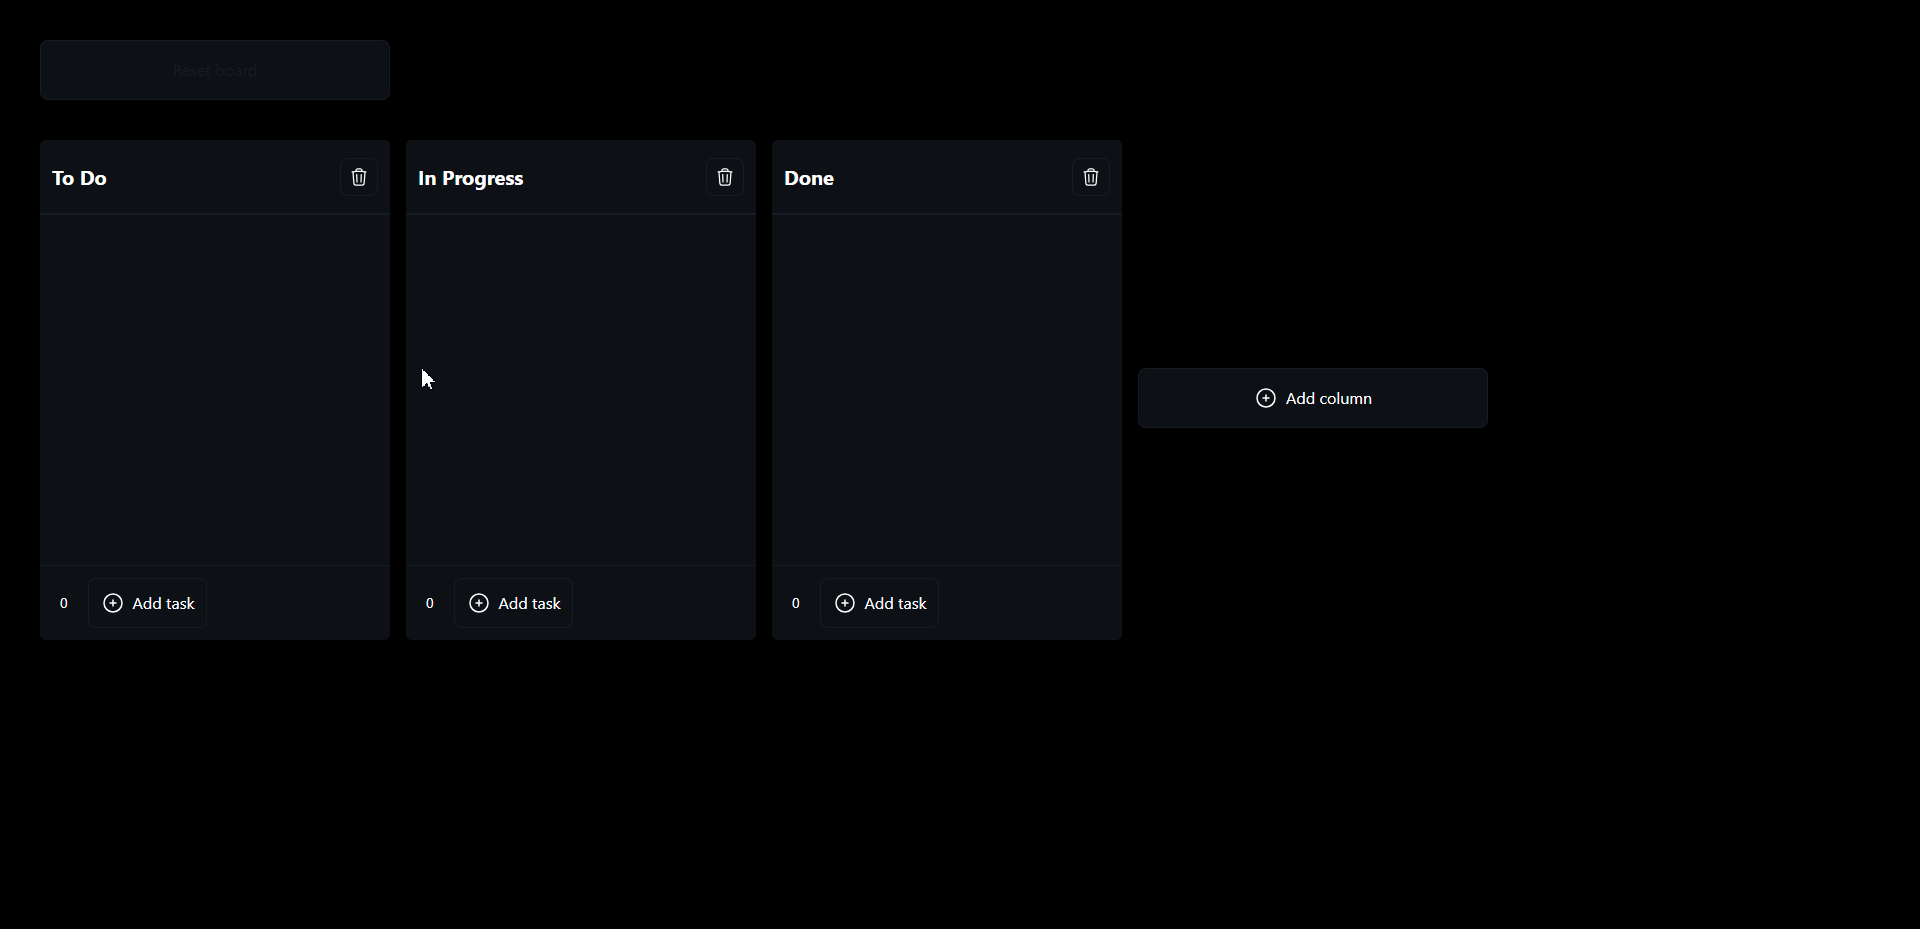 Reset board
To Do
In Progress
Done
Add column
0 Add task
0 Add task
0 Add task